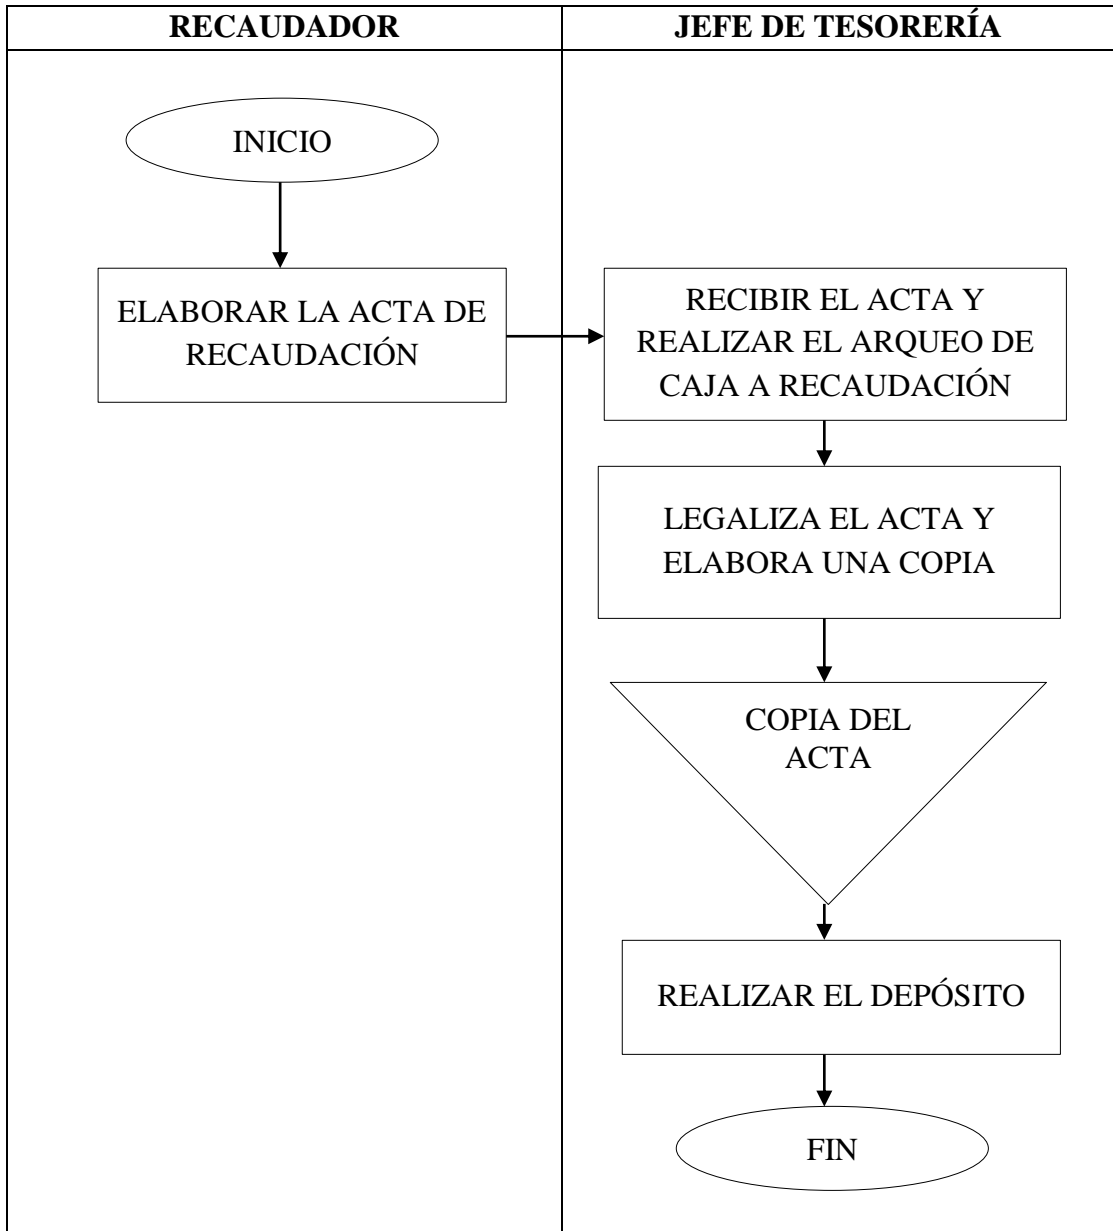 RECAUDADOR
JEFE DE TESORERÍA
INICIO
ELABORAR LA ACTA DE
RECAUDACIÓN
RECIBIR EL ACTA Y
REALIZAR EL ARQUEO DE
CAJA A RECAUDACIÓN
LEGALIZA EL ACTA Y
ELABORA UNA COPIA
COPIA DEL
ACTA
REALIZAR EL DEPÓSITO
FIN